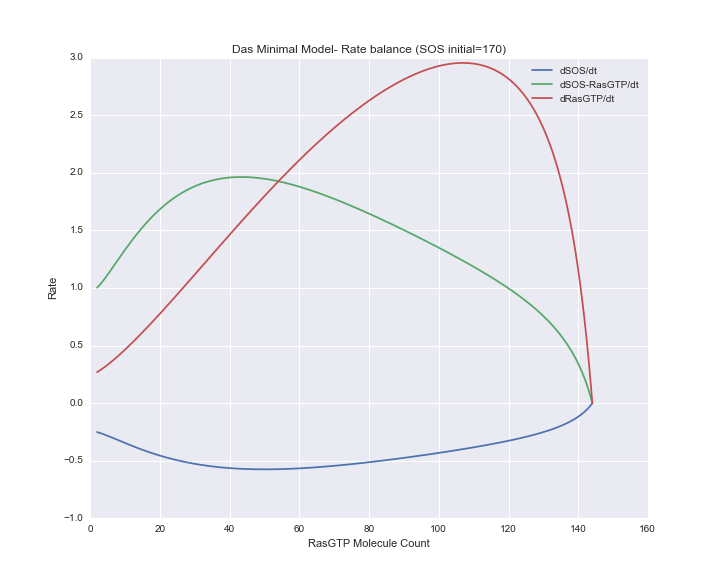 Das Minimal Model- Rate balance (SOS initial=170)
dSOS/dt
dSOS-RasGTP/dt
dRasGTP/dt
3.0
2.5
2.0
1.5
1.0
0.5
0.0
−0.5
−1.0
Rate
0 20 40 60 80 100 120 140 160
RasGTP Molecule Count